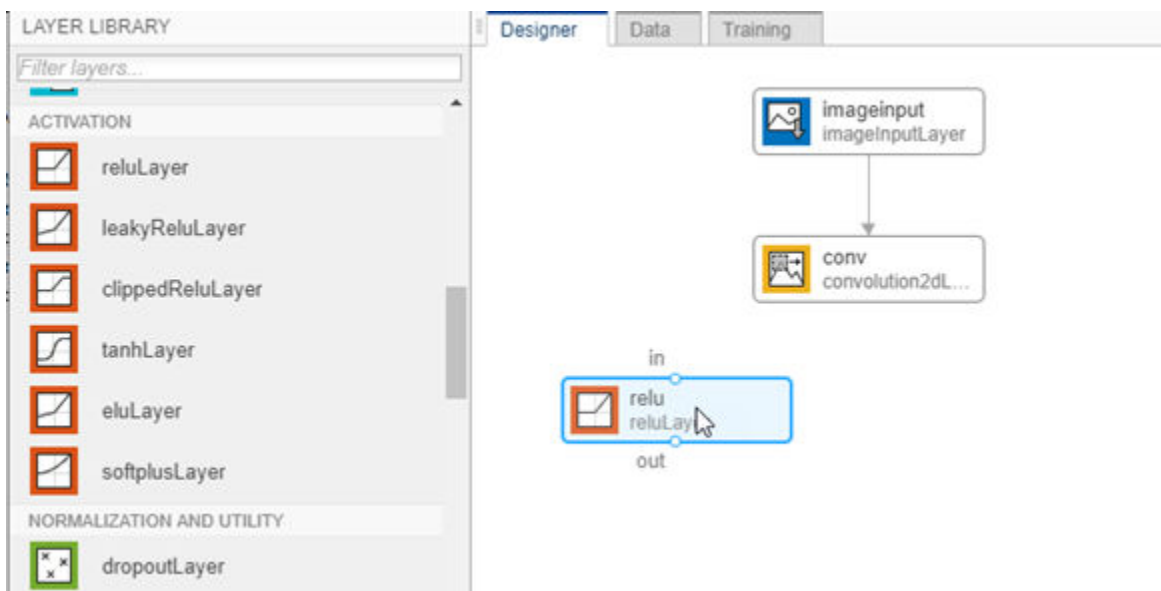 LAYER LIBRARY
Filter layers...
ACTIVATION
reluLayer
leakyReluLayer
clippedReluLayer
tanhLayer
eluLayer
softplusLayer
NORMALIZATION AND UTILITY
dropoutLayer
Designer
Data
Training
imageinput
imageInputLayer
conv
convolution2dL...
in
relu
reluLay
out